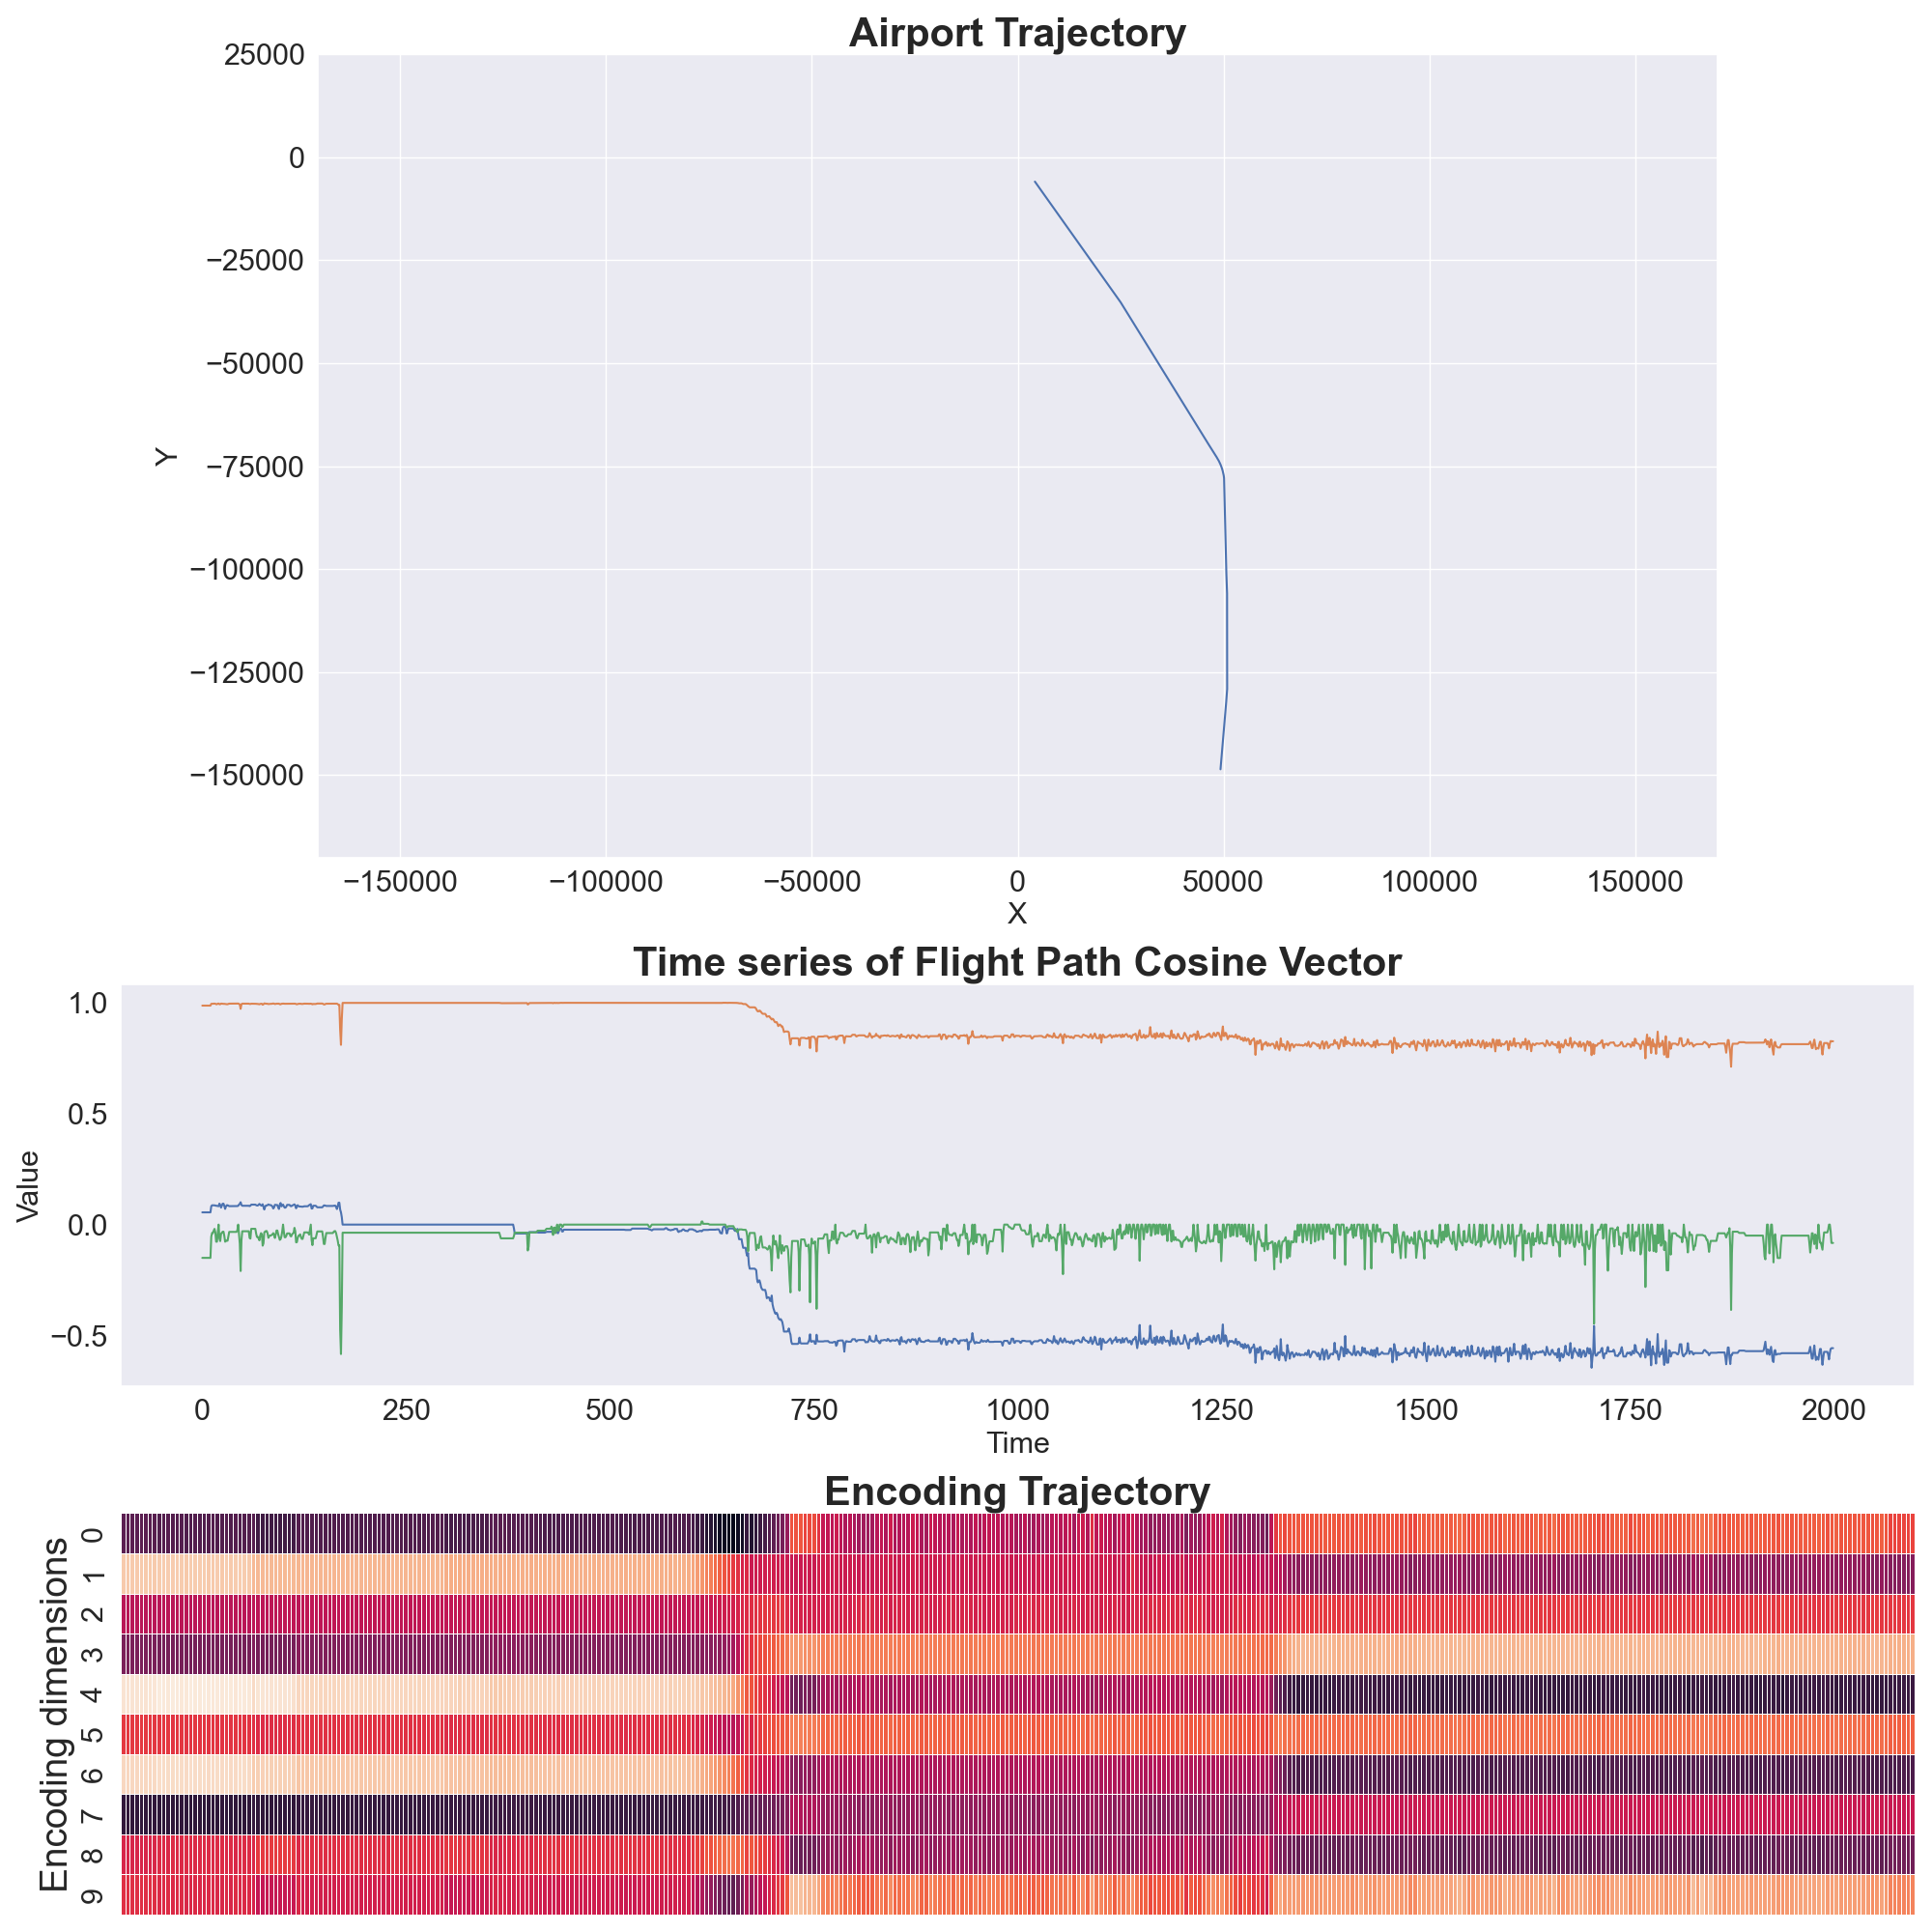 Airport Trajectory
25000
0
−25000
−50000
−75000
−100000
−125000
−150000
Y
−150000 −100000 −50000 0 50000 100000 150000
X
Time series of Flight Path Cosine Vector
1.0
0.5
0.0
−0.5
Value
0 250 500 750 1000 1250 1500 1750 2000
Time
Encoding Trajectory
0
1
2
3
4
5
6
7
8
9
Encoding dimensions